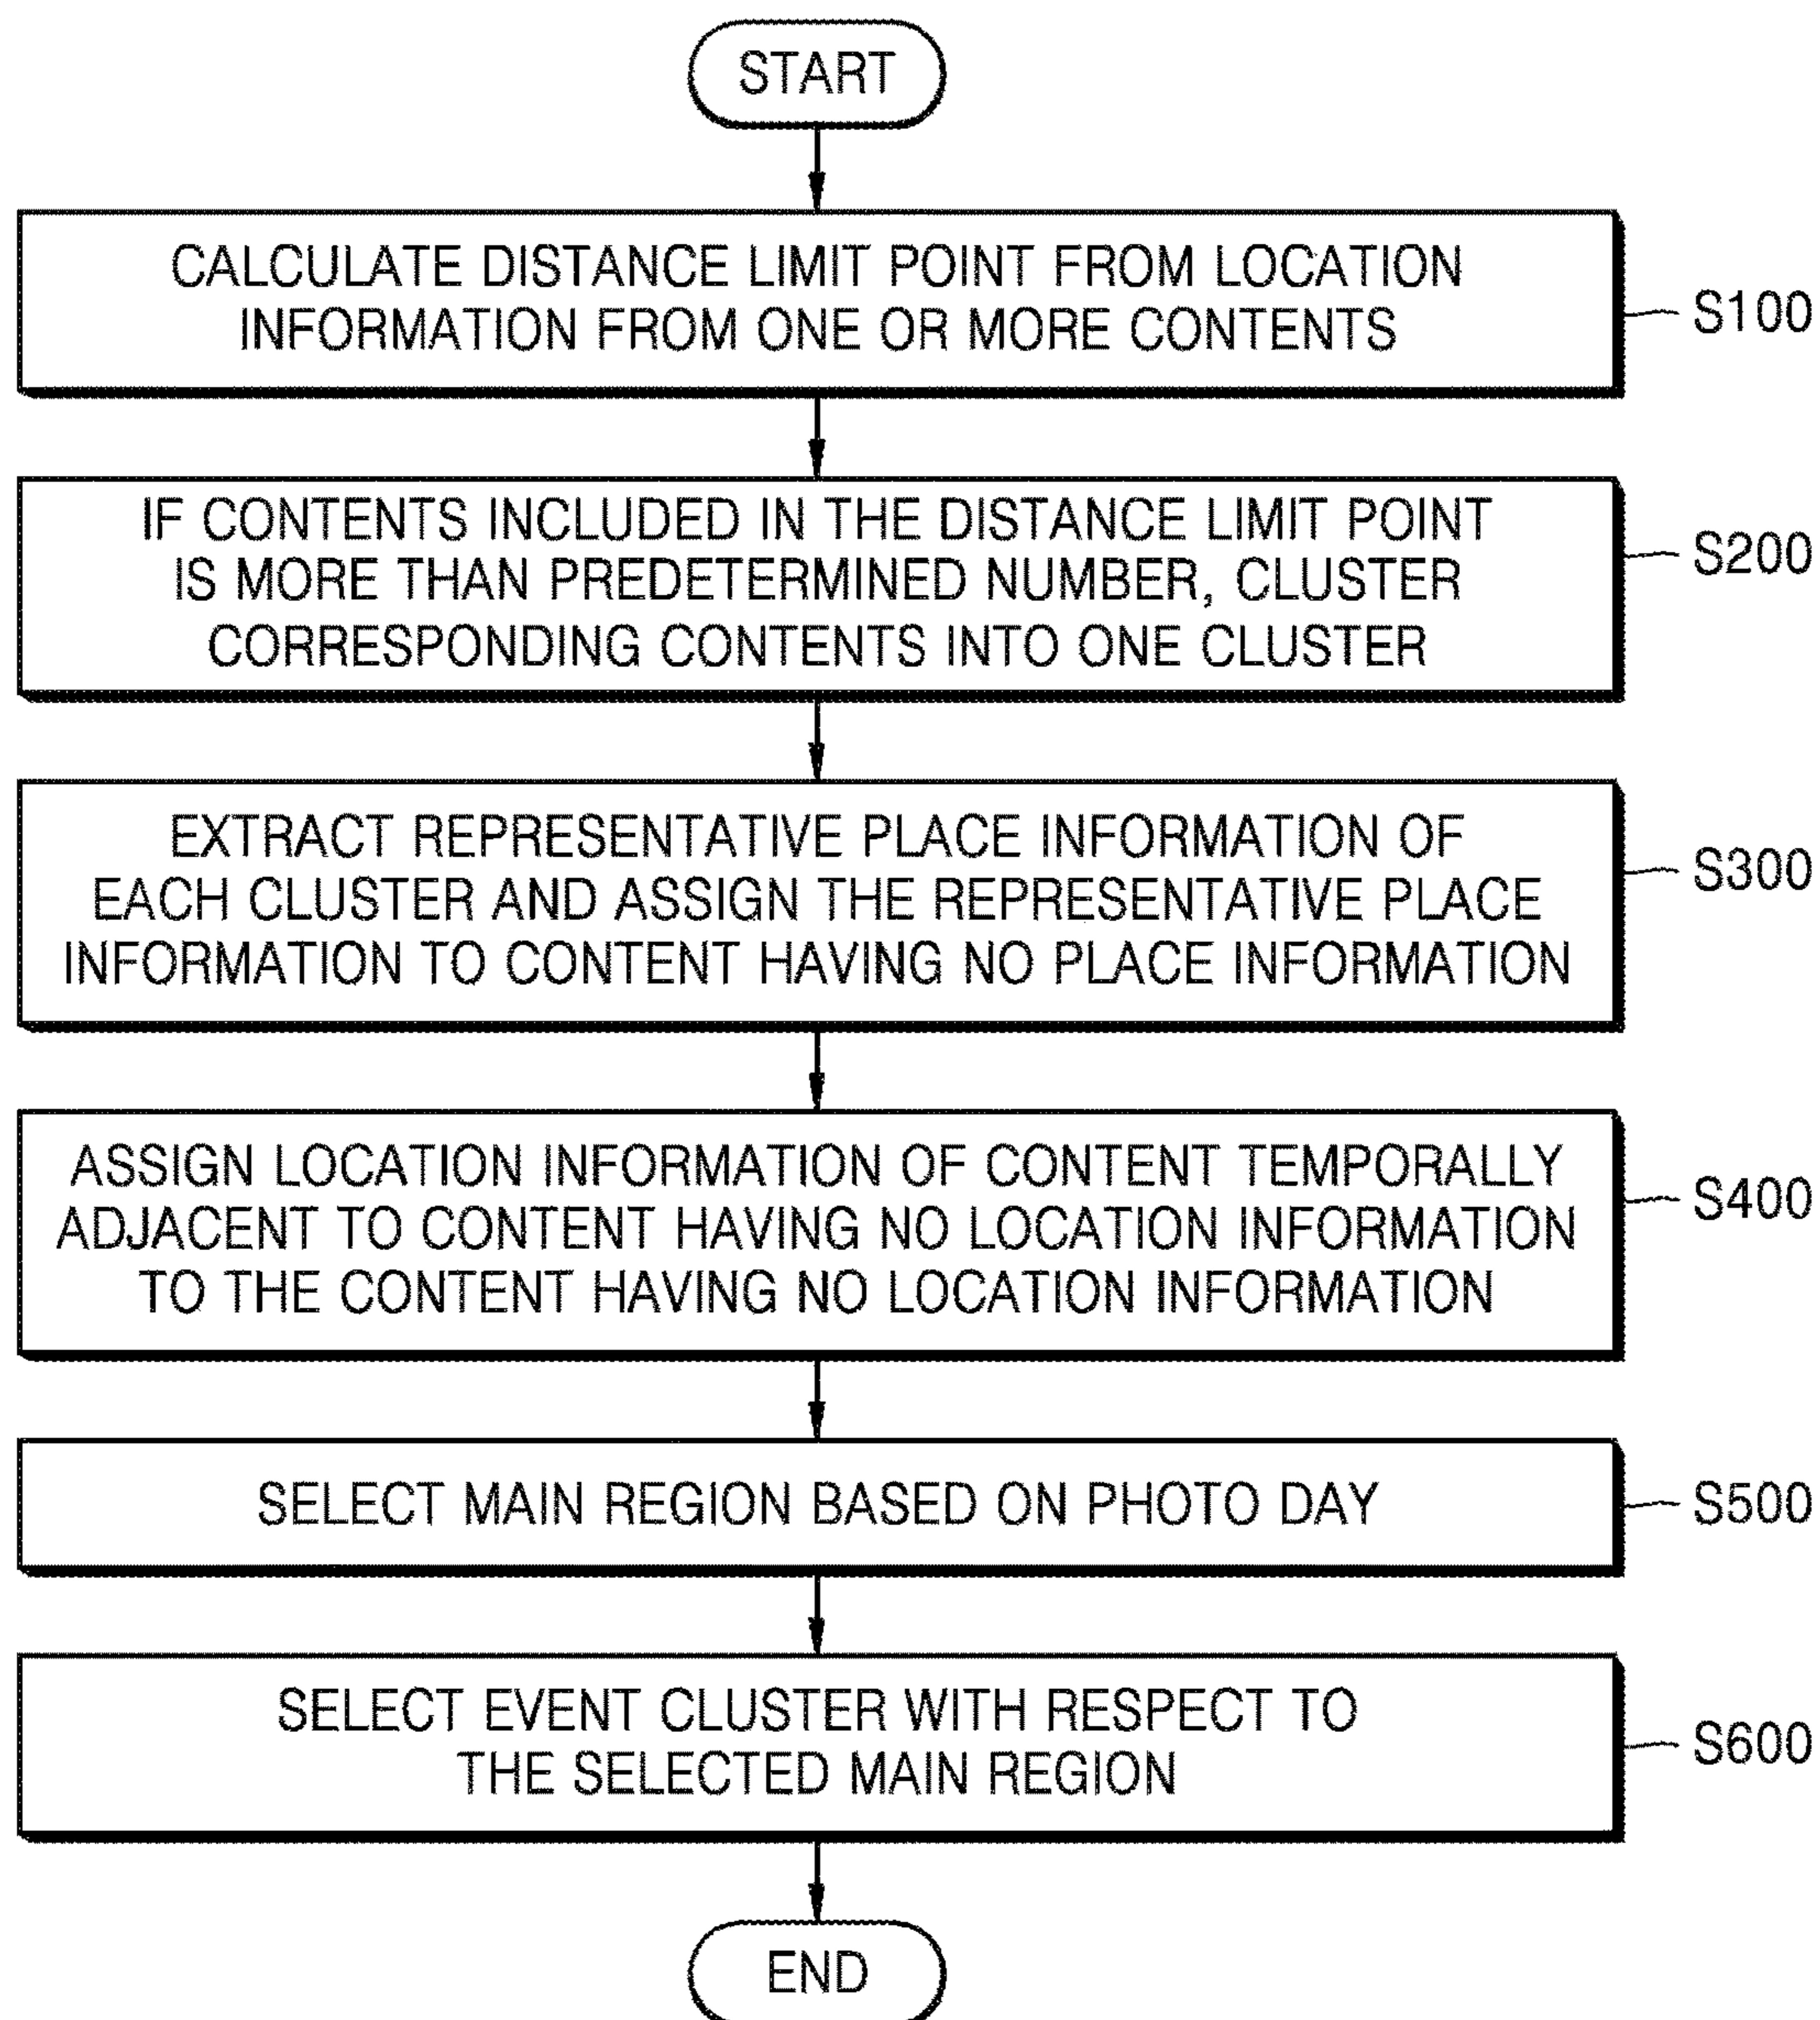 START
CALCULATE DISTANCE LIMIT POINT FROM LOCATION
INFORMATION FROM ONE OR MORE CONTENTS
S100
IF CONTENTS INCLUDED IN THE DISTANCE LIMIT POINT
IS MORE THAN PREDETERMINED NUMBER, CLUSTER
CORRESPONDING CONTENTS INTO ONE CLUSTER
S200
EXTRACT REPRESENTATIVE PLACE INFORMATION OF
EACH CLUSTER AND ASSIGN THE REPRESENTATIVE PLACE
INFORMATION TO CONTENT HAVING NO PLACE INFORMATION
S300
ASSIGN LOCATION INFORMATION OF CONTENT TEMPORALLY
ADJACENT TO CONTENT HAVING NO LOCATION INFORMATION
TO THE CONTENT HAVING NO LOCATION INFORMATION
S400
SELECT MAIN REGION BASED ON PHOTO DAY
S500
SELECT EVENT CLUSTER WITH RESPECT TO
THE SELECTED MAIN REGION
S600
END